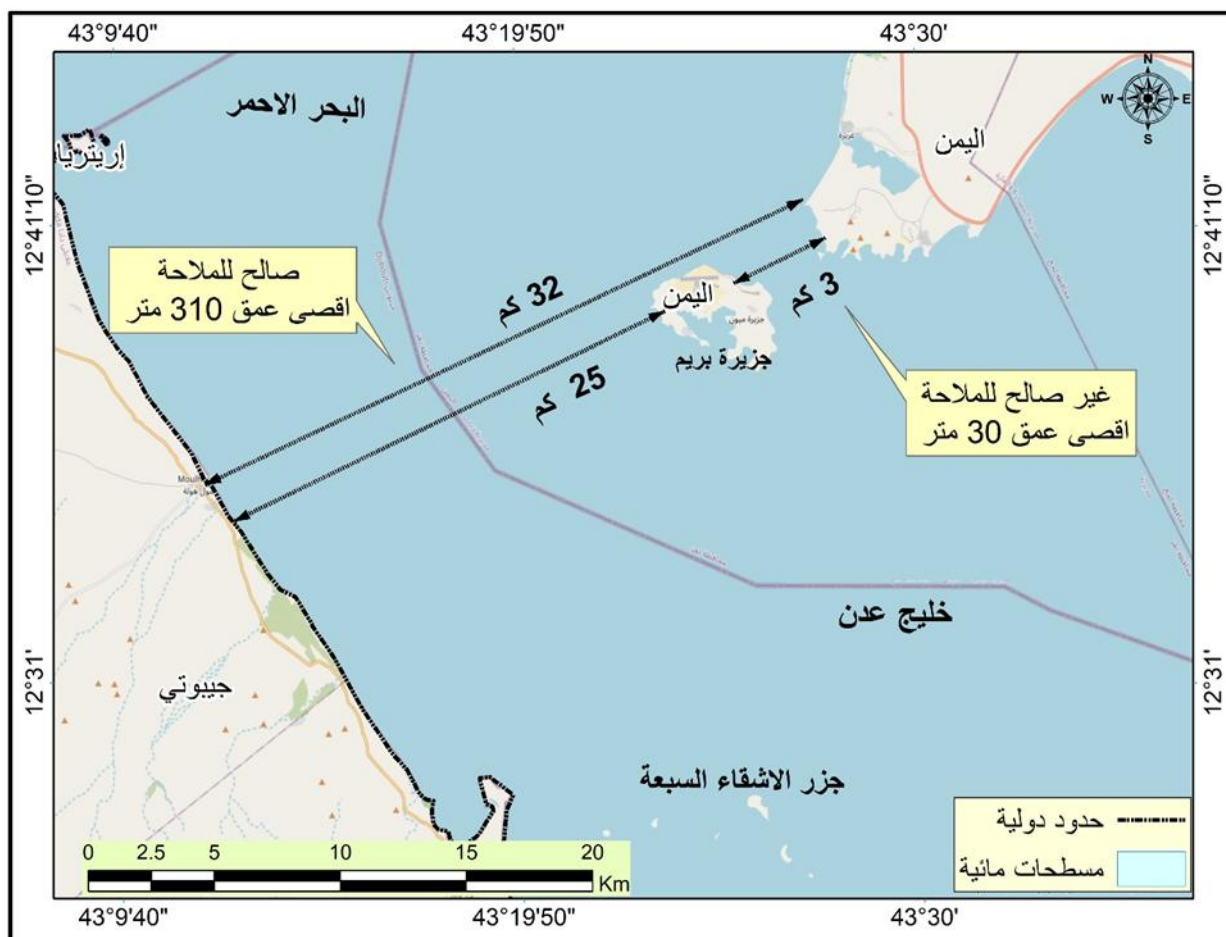 43°9'40"
43°19'50"
43°30'
البحر الاحمر
N
W
E
S
إريتريا
اليمن
12°41'10"
12°41'10"
صالح للملاحة
اقصى عمق 310 متر
32 كم
3 كم
اليمن
جزيرة ميون
جزيرة بريم
25 كم
غير صالح للملاحة
اقصى عمق 30 متر
خليج عدن
12°31'
12°31'
جيبوتي
جزر الاشقاء السبعة
حدود دولية
مسطحات مائية
0 2.5 5 10 15 20
Km
43°9'40"
43°19'50"
43°30'